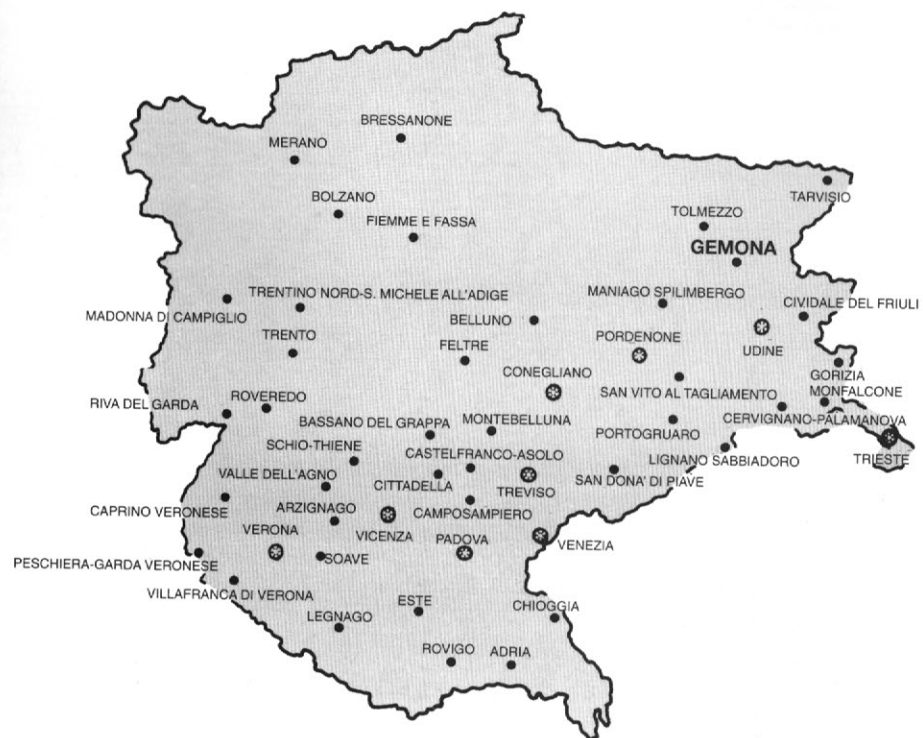 BRESSANONE
MERANO
TARVISIO
BOLZANO
TOLMEZZO
FIEMME E FASSA
GEMONA
TRENTINO NORD-S. MICHELE ALL'ADIGE
MANIAGO SPILIMBERGO
CIVIDALE DEL FRIULI
MADONNA DI CAMPIGLIO
BELLUNO
TRENTO
PORDENONE
UDINE
FELTRE
CONEGLIANO
GORIZIA
SAN VITO AL TAGLIAMENTO
MONFALCONE
RIVA DEL GARDA
ROVEREDO
BASSANO DEL GRAPPA
MONTEBELLUNA
CERVIGNANO-PALAMANOVA
PORTOGRUARO
SCHIO-THIENE
CASTELFRANCO-ASOLO
LIGNANO SABBIADORO
TRIESTE
VALLE DELL'AGNO
CITTADELLA
TREVISO
SAN DONA' DI PIAVE
CAPRINO VERONESE
ARZIGNAGO
CAMPOSAMPIERO
VERONA
VICENZA
PADOVA
VENEZIA
PESCHIERA-GARDA VERONESE
SOAVE
VILLAFRANCA DI VERONA
ESTE
CHIOGGIA
LEGNAGO
ROVIGO
ADRIA